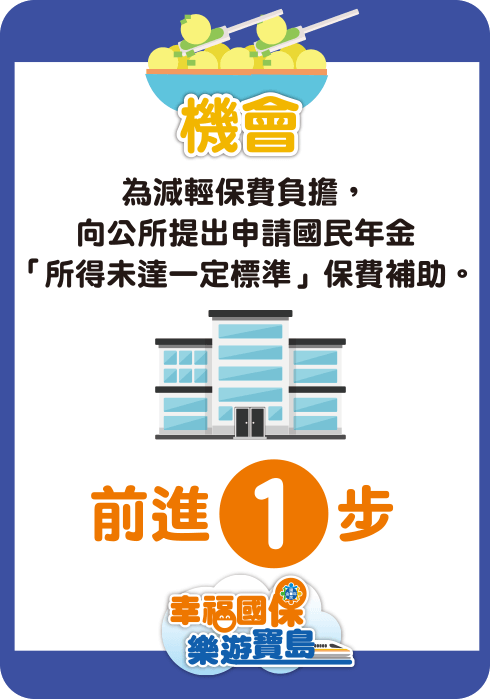 機會
為減輕保費負擔，
向公所提出申請國民年金
「所得未達一定標準」保費補助。
前進1步
幸福國保
樂遊寶島